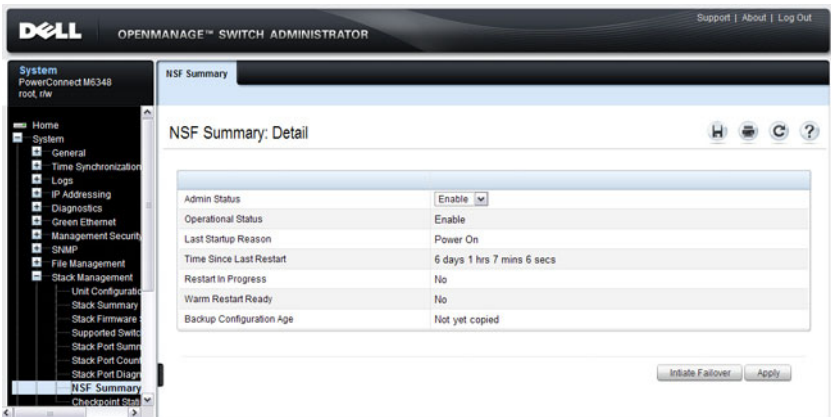 Support | About | Log Out
DELL OPENMANAGE™ SWITCH ADMINISTRATOR
System
PowerConnect M6348
root, r/w
NSF Summary
Home
System
General
Time Synchronization
Logs
IP Addressing
Diagnostics
Green Ethernet
Management Securit
SNMP
File Management
Stack Management
Unit Configuratio
Stack Summary
Stack Firmware
Supported Switc
Stack Port Summ
Stack Port Count
Stack Port Diagn
NSF Summary
Checkpoint Stati
NSF Summary: Detail
Admin Status Enable
Operational Status Enable
Last Startup Reason Power On
Time Since Last Restart 6 days 1 hrs 7 mins 6 secs
Restart In Progress No
Warm Restart Ready No
Backup Configuration Age Not yet copied
Intiate Failover Apply